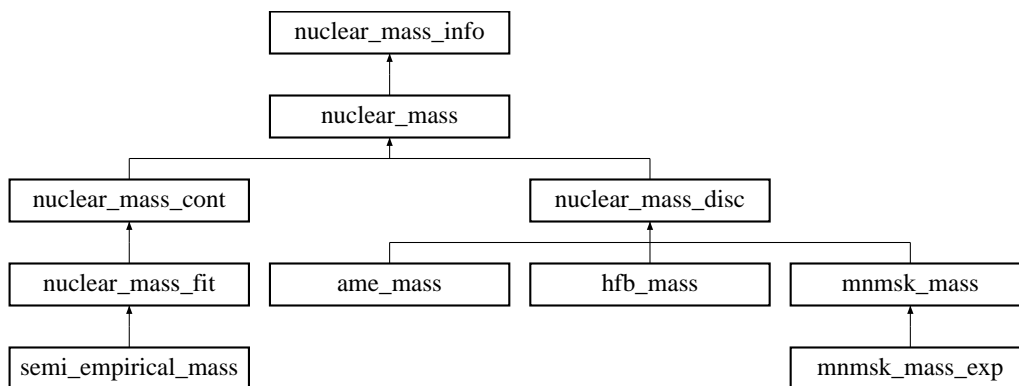 nuclear_mass_info
nuclear_mass
nuclear_mass_cont
nuclear_mass_disc
nuclear_mass_fit
ame_mass
hfb_mass
mnmsk_mass
semi_empirical_mass
mnmsk_mass_exp